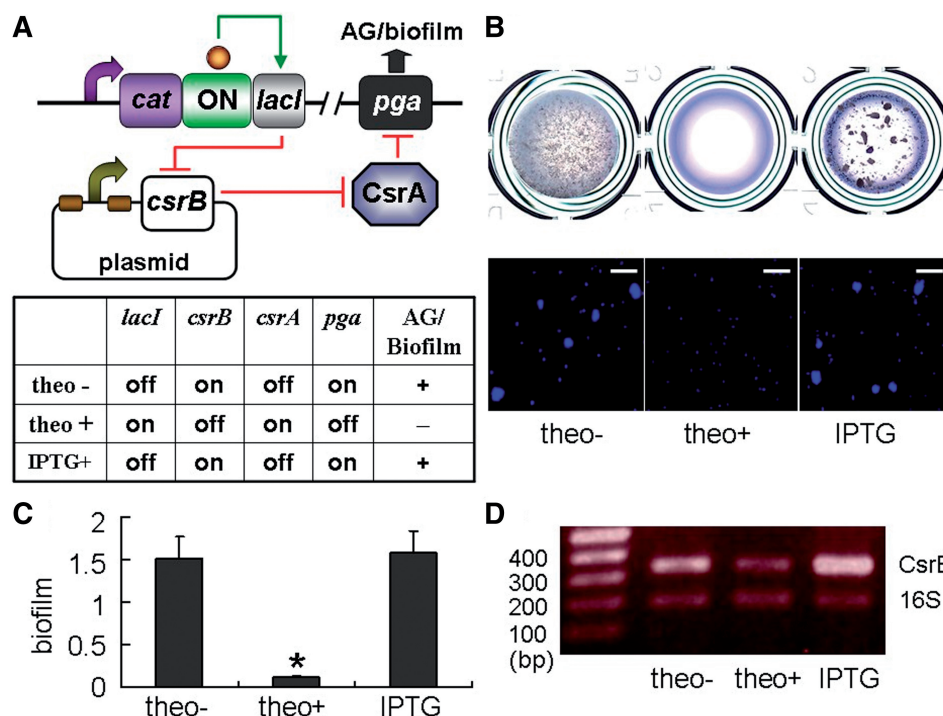 A
AG/biofilm
cat ON lacI pga
csrB CsrA
plasmid
lacI csrB csrA pga AG/
Biofilm
theo - off on off on +
theo + on off on off –
IPTG+ off on off on +
B
theo- theo+ IPTG
C
2
1.5
1
0.5
0
biofilm
*
theo- theo+ IPTG
D
400
300
200
100
(bp)
CsrB
16S
theo- theo+ IPTG